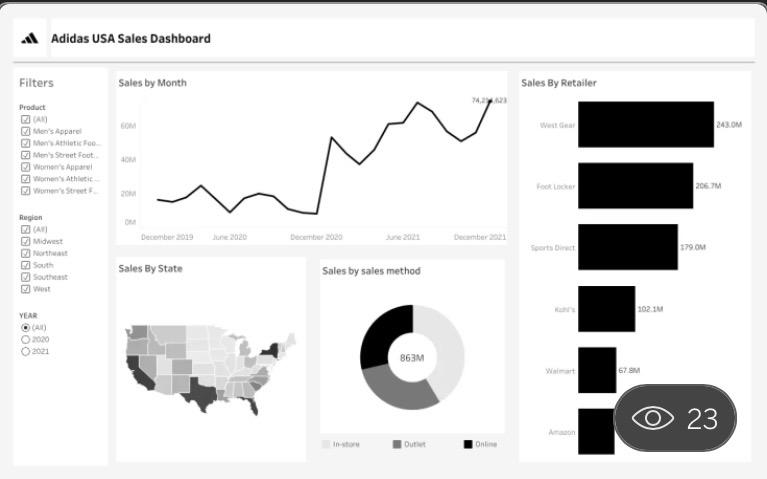 Adidas USA Sales Dashboard
Filters
Product
(All)
Men's Apparel
Men's Athletic Foo...
Men's Street Foot...
Women's Apparel
Women's Athletic ...
Women's Street F...
Region
(All)
Midwest
Northeast
South
Southeast
West
YEAR
(All)
2020
2021
Sales by Month
60M
40M
20M
0M
December 2019 June 2020 December 2020 June 2021 December 2021
Sales By State
Sales by sales method
863M
In-store Outlet Online
Sales By Retailer
West Gear 243.0M
Foot Locker 206.7M
Sports Direct 179.0M
Kohl's 102.1M
Walmart 67.8M
Amazon
23